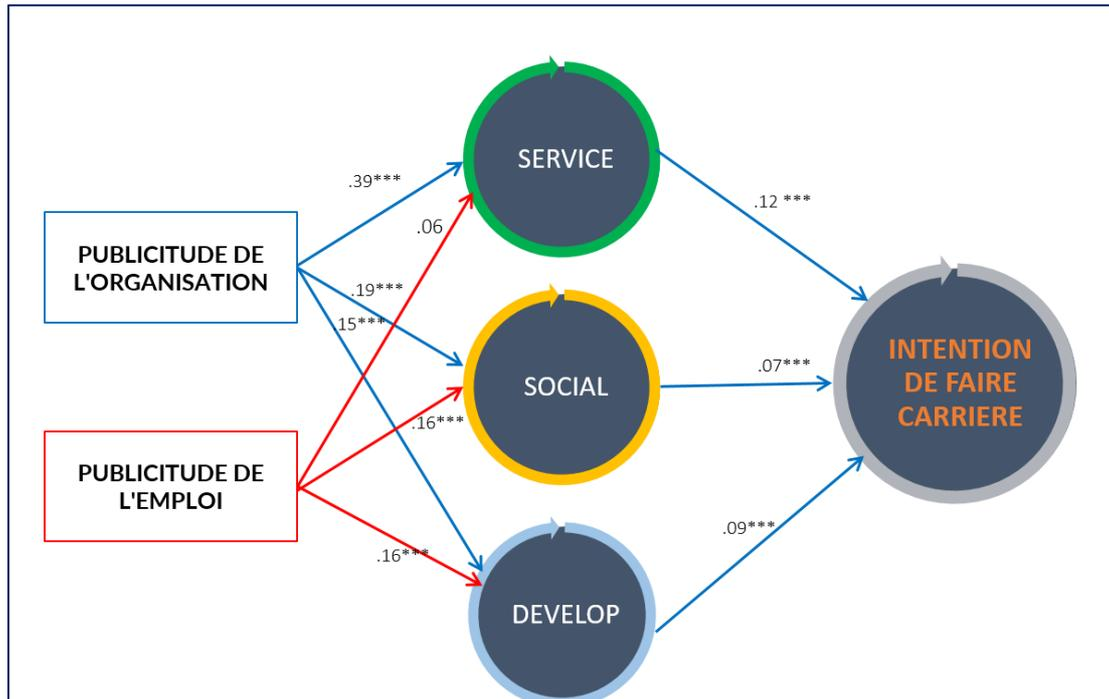 SERVICE
.39***
.12 ***
.06
PUBLICITUDE DE
L'ORGANISATION
.19***
.15***
INTENTION
DE FAIRE
CARRIERE
SOCIAL
.07***
.16***
PUBLICITUDE DE
L'EMPLOI
.09***
.16***
DEVELOP